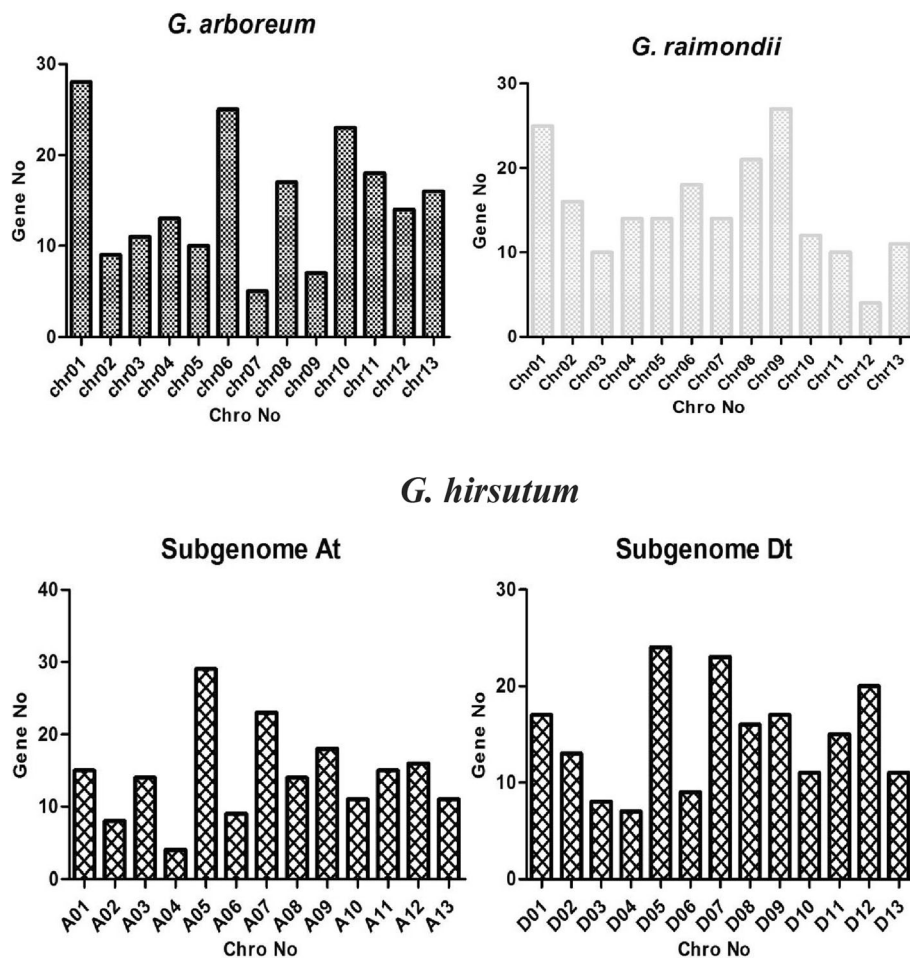 G. arboreum
30
20
10
0
Gene No
chr01 chr02 chr03 chr04 chr05 chr06 chr07 chr08 chr09 chr10 chr11 chr12 chr13
Chro No
G. raimondii
30
20
10
0
Gene No
Chr01 Chr02 Chr03 Chr04 Chr05 Chr06 Chr07 Chr08 Chr09 Chr10 Chr11 Chr12 Chr13
Chro No
G. hirsutum
Subgenome At
40
30
20
10
0
Gene No
A01 A02 A03 A04 A05 A06 A07 A08 A09 A10 A11 A12 A13
Chro No
Subgenome Dt
30
20
10
0
Gene No
D01 D02 D03 D04 D05 D06 D07 D08 D09 D10 D11 D12 D13
Chro No